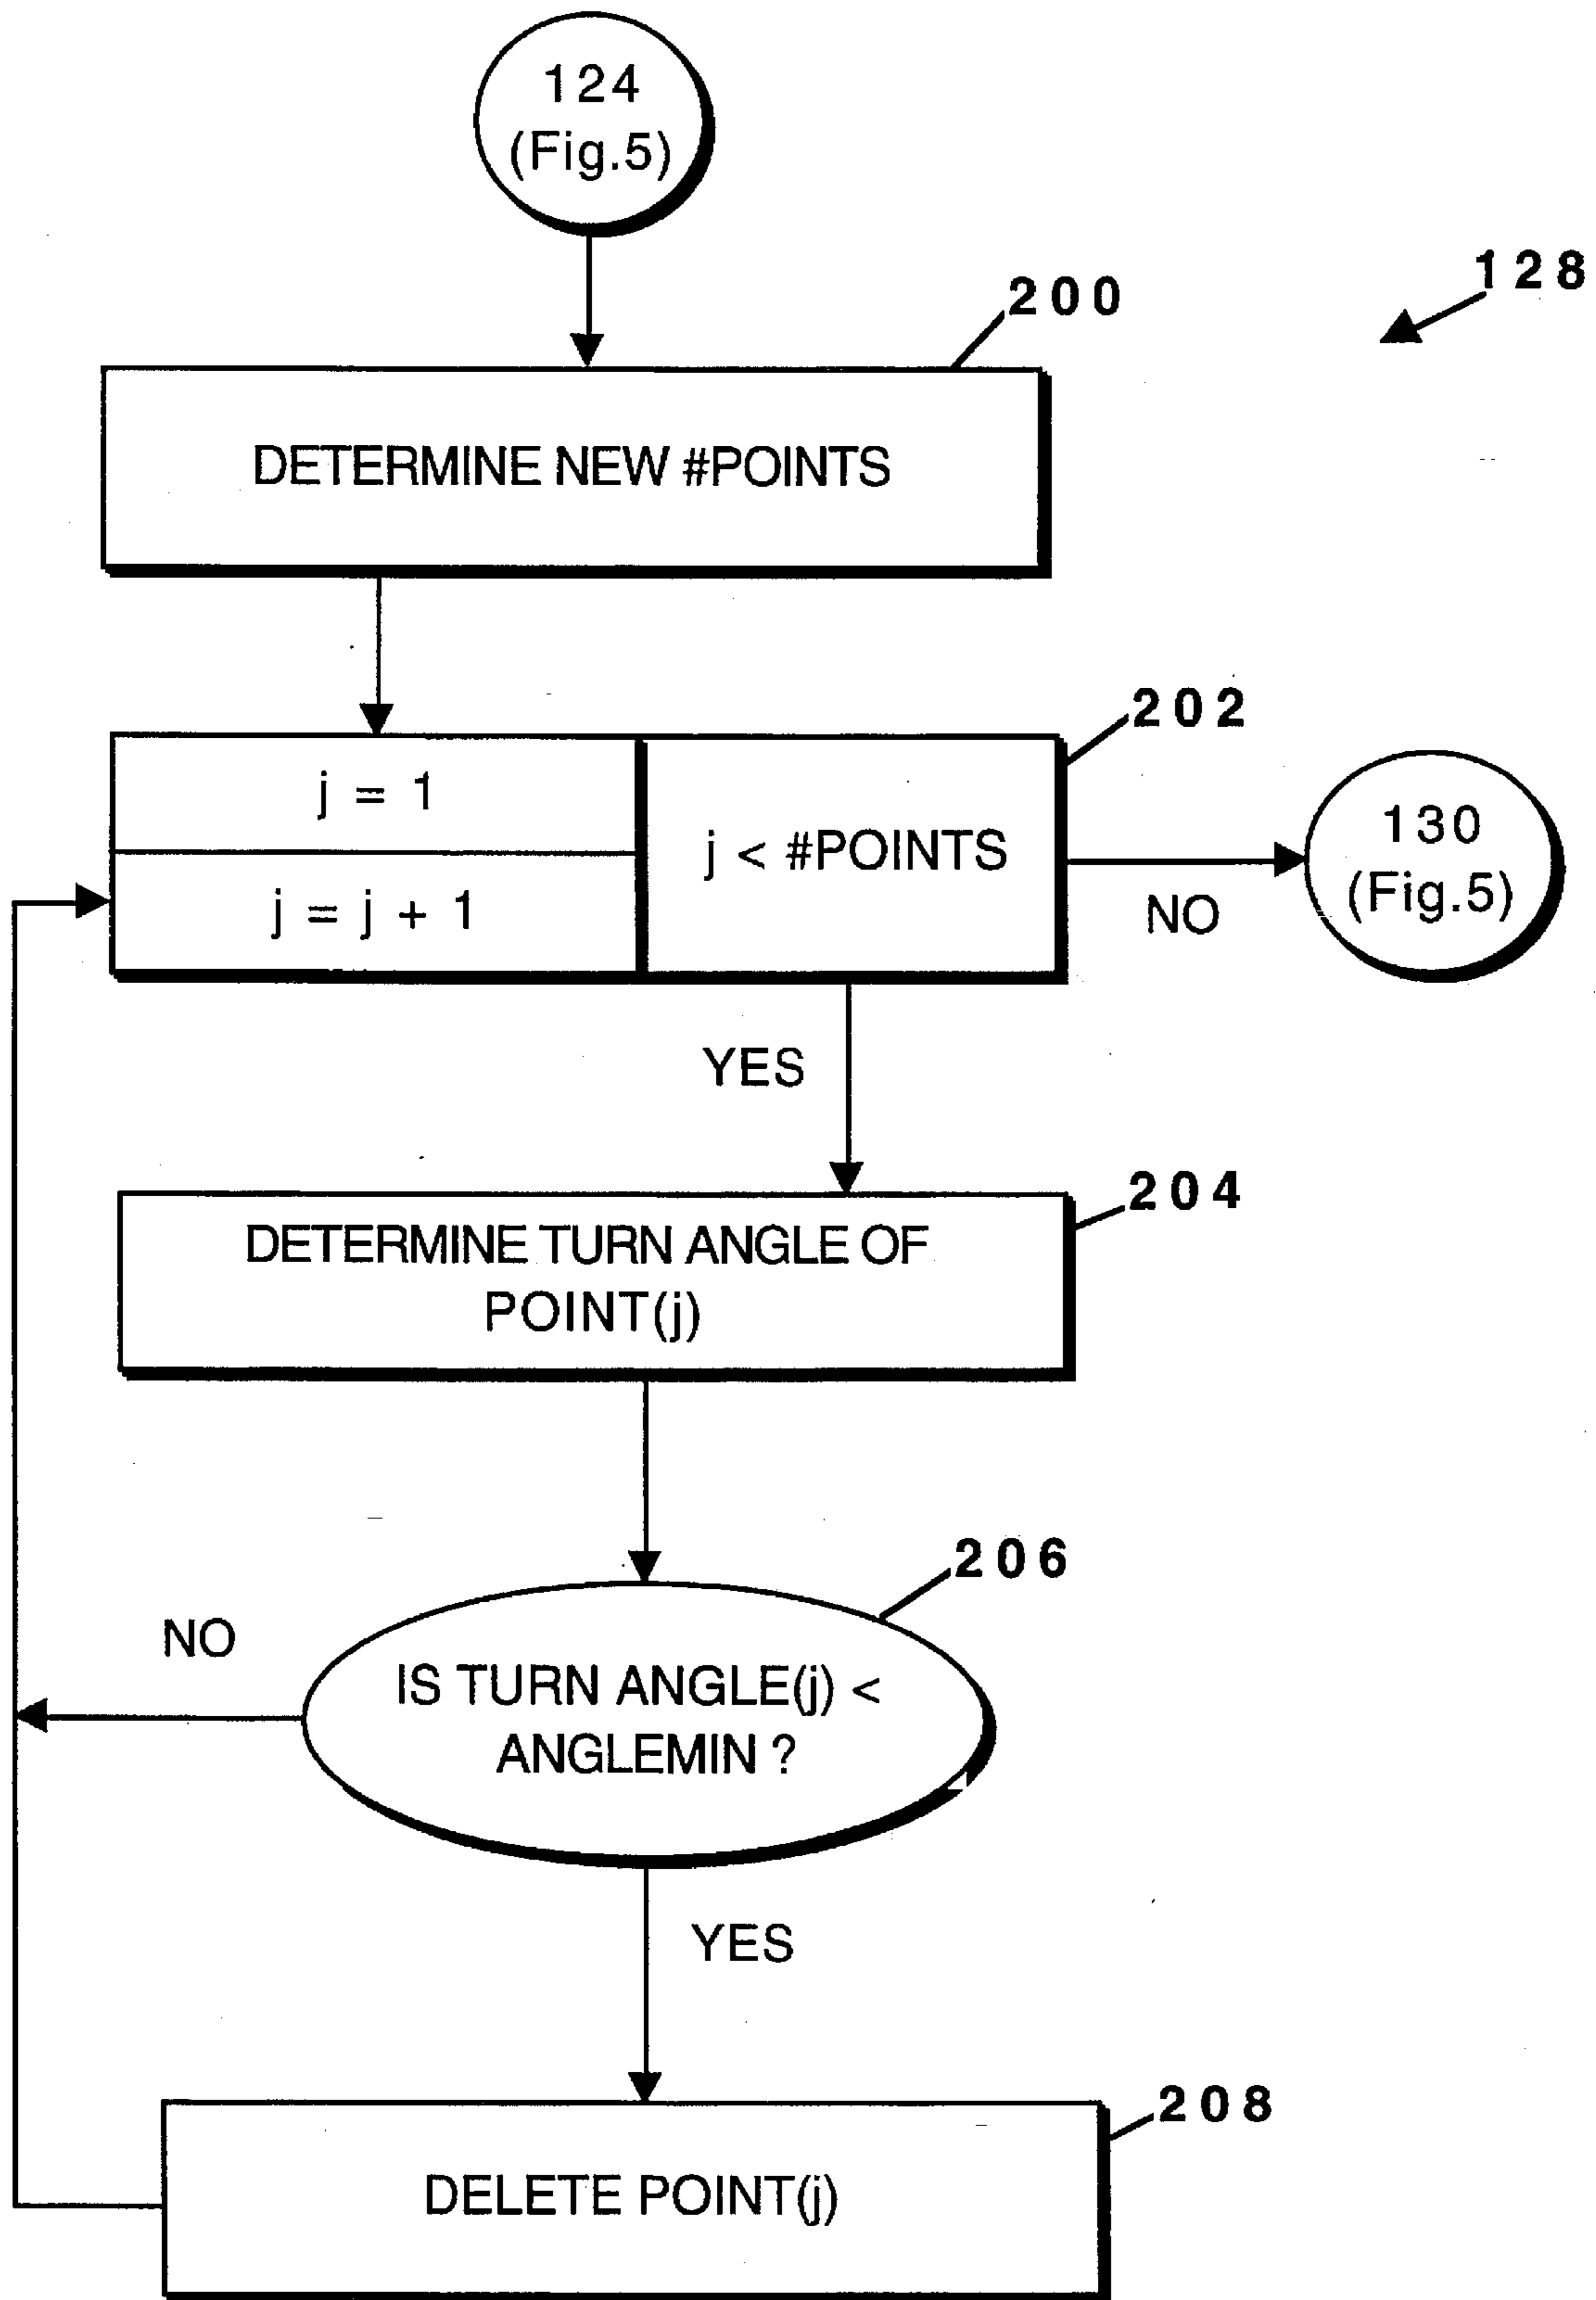 124
(Fig.5)
128
200
DETERMINE NEW #POINTS
202
j = 1
j = j + 1
j < #POINTS
NO
130
(Fig.5)
YES
204
DETERMINE TURN ANGLE OF
POINT(j)
206
NO
IS TURN ANGLE(j) <
ANGLEMIN ?
YES
208
DELETE POINT(j)